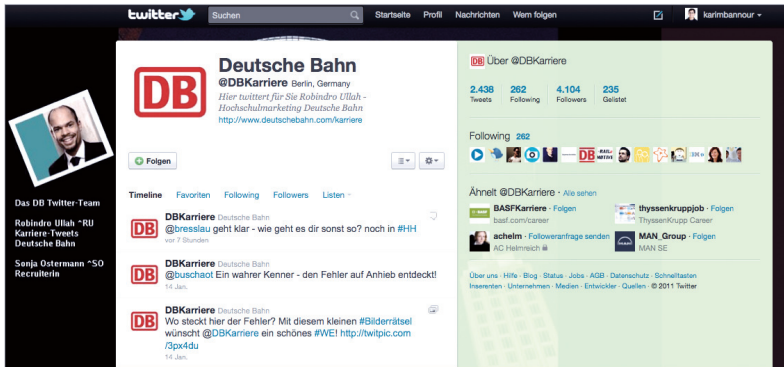 twitter
Suchen
Startseite Profil Nachrichten Wem folgen
karimbannour
Das DB Twitter-Team
Robindro Ullah ^RU
Karriere-Tweets
Deutsche Bahn
Sonja Ostermann ^SO
Recruiterin
DB
Deutsche Bahn
@DBKarriere Berlin, Germany
Hier twittert für Sie Robindro Ullah -
Hochschulmarketing Deutsche Bahn
http://www.deutschebahn.com/karriere
Folgen
Timeline Favoriten Following Followers Listen
DB
DBKarriere Deutsche Bahn
@bresslau geht klar - wie geht es dir sonst so? noch in #HH
vor 7 Stunden
DB
DBKarriere Deutsche Bahn
@buschaot Ein wahrer Kenner - den Fehler auf Anhieb entdeckt!
14 Jan.
DB
DBKarriere Deutsche Bahn
Wo steckt hier der Fehler? Mit diesem kleinen #Bilderrätsel
wünscht @DBKarriere ein schönes #WE! http://twitpic.com
/3px4du
14 Jan.
DB Über @DBKarriere
2.438 262 4.104 235
Tweets Following Followers Gelistet
Following 262
DB
Ähnelt @DBKarriere · Alle sehen
BASFKarriere · Folgen
basf.com/career
thyssenkruppjob · Folgen
ThyssenKrupp Career
achelm · Followeranfrage senden
AC Helmreich
MAN_Group · Folgen
MAN SE
Über uns · Hilfe · Blog · Status · Jobs · AGB · Datenschutz · Schnelltasten
Inserenten · Unternehmen · Medien · Entwickler · Quellen · © 2011 Twitter